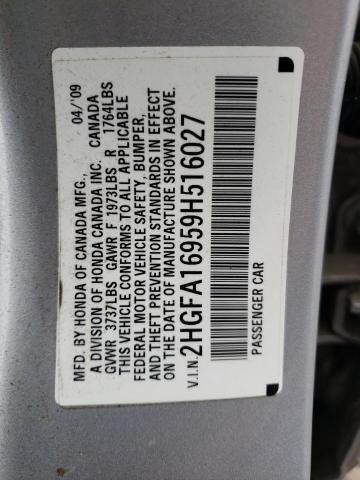 MFD. BY HONDA OF CANADA MFG., 04/'09
A DIVISION OF HONDA CANADA INC. CANADA
GVWR 3737LBS GAWR F 1973LBS R 1764LBS
THIS VEHICLE CONFORMS TO ALL APPLICABLE
FEDERAL MOTOR VEHICLE SAFETY, BUMPER,
AND THEFT PREVENTION STANDARDS IN EFFECT
ON THE DATE OF MANUFACTURE SHOWN ABOVE.
V.I.N: 2HGFA16959H516027
PASSENGER CAR